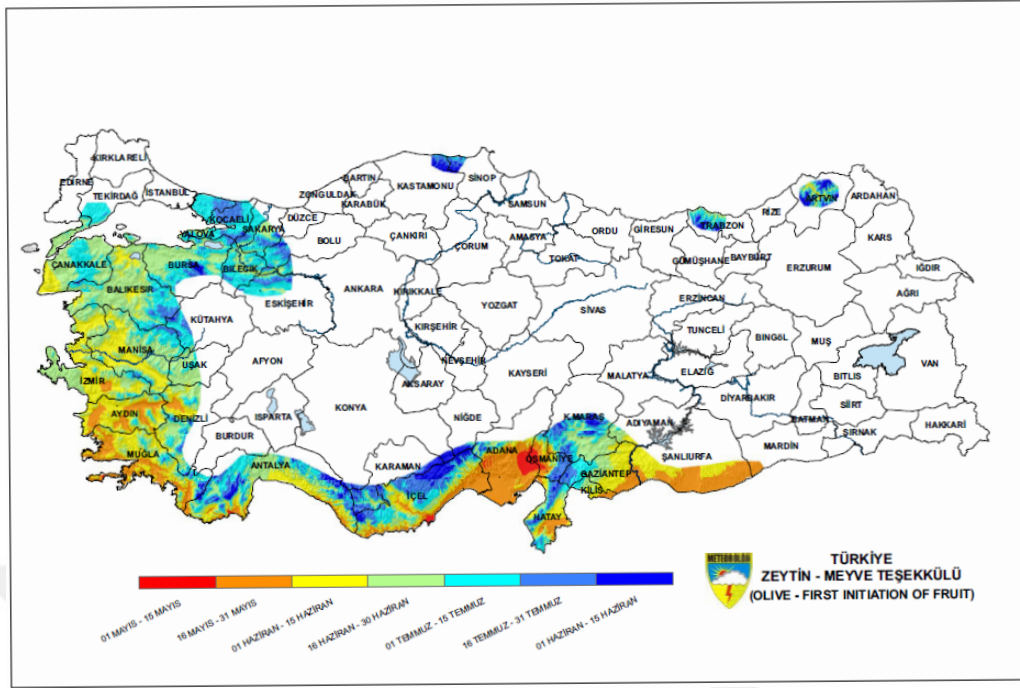 KIRKLARELİ
EDİRNE
TEKİRDAĞ
İSTANBUL
KOCAELİ
YALOVA
SAKARYA
DÜZCE
ZONGULDAK
BARTIN
KARABÜK
KASTAMONU
SİNOP
SAMSUN
ORDU
GİRESUN
TRABZON
RİZE
ARTVİN
ARDAHAN
KARS
IĞDIR
AĞRI
ÇANAKKALE
BALIKESİR
BURSA
BİLECİK
BOLU
ÇANKIRI
ÇORUM
AMASYA
TOKAT
GÜMÜŞHANE
BAYBURT
ERZURUM
ERZİNCAN
ESKİŞEHİR
ANKARA
KIRIKKALE
YOZGAT
SİVAS
TUNCELİ
BİNGöL
MUŞ
KÜTAHYA
KIRŞEHİR
MANİSA
UŞAK
AFYON
NEVŞEHİR
KAYSERİ
MALATYA
ELAZIĞ
BITLIS
VAN
İZMİR
AKSARAY
DİYARBAKIR
SİİRT
AYDIN
DENİZLİ
ISPARTA
KONYA
NİĞDE
K.MARAŞ
ADIYAMAN
BATMAN
ŞIRNAK
HAKKARİ
BURDUR
MARDİN
MUĞLA
ANTALYA
KARAMAN
İÇEL
ADANA
OSMANİYE
GAZİANTEP
ŞANLIURFA
KİLİS
HATAY
01 MAYIS - 15 MAYIS
16 MAYIS - 31 MAYIS
01 HAZİRAN - 15 HAZİRAN
16 HAZİRAN - 30 HAZİRAN
01 TEMMUZ - 15 TEMMUZ
16 TEMMUZ - 31 TEMMUZ
01 HAZİRAN - 15 HAZİRAN
METEOROLOJİ
TÜRKİYE
ZEYTİN - MEYVE TEŞEKKÜLÜ
(OLIVE - FIRST INITIATION OF FRUIT)